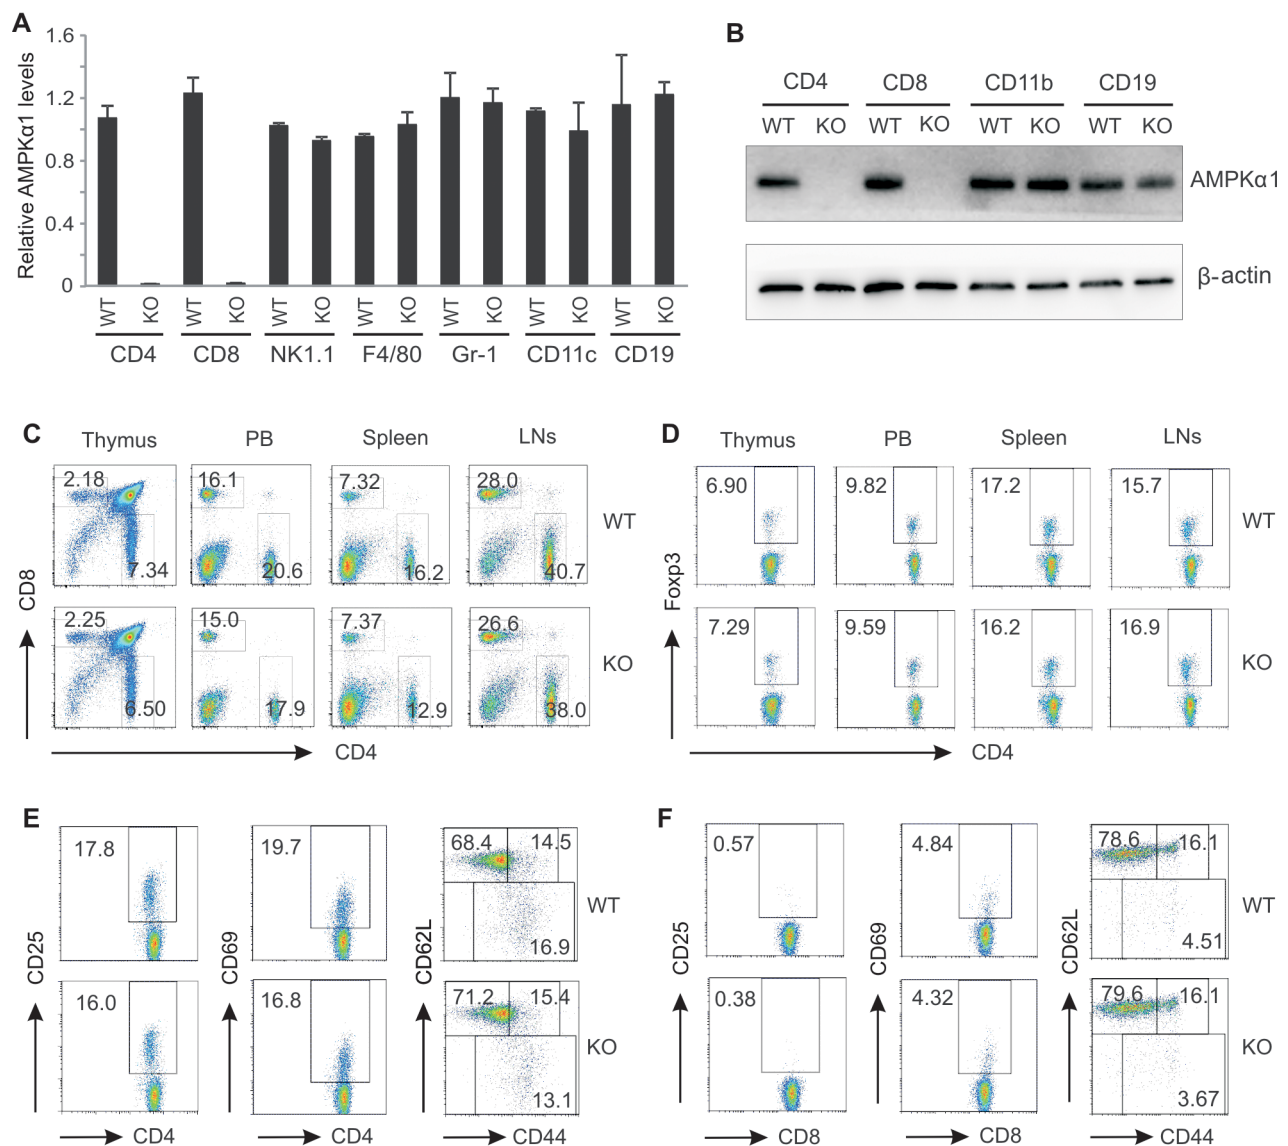 A
Relative AMPKα1 levels
1.6
1.2
0.8
0.4
0
WT KO WT KO WT KO WT KO WT KO WT KO WT KO
CD4 CD8 NK1.1 F4/80 Gr-1 CD11c CD19
B
CD4 CD8 CD11b CD19
WT KO WT KO WT KO WT KO
AMPKα1
β-actin
C
Thymus PB Spleen LNs
2.18 16.1 7.32 28.0
WT
7.34 20.6 16.2 40.7
CD8
2.25 15.0 7.37 26.6
KO
6.50 17.9 12.9 38.0
CD4
D
Thymus PB Spleen LNs
6.90 9.82 17.2 15.7
WT
Foxp3
7.29 9.59 16.2 16.9
KO
CD4
E
17.8 19.7 68.4 14.5
WT
16.9
CD25 CD69 CD62L
16.0 16.8 71.2 15.4
KO
13.1
CD4 CD4 CD44
F
0.57 4.84 78.6 16.1
WT
4.51
CD25 CD69 CD62L
0.38 4.32 79.6 16.1
KO
3.67
CD8 CD8 CD44